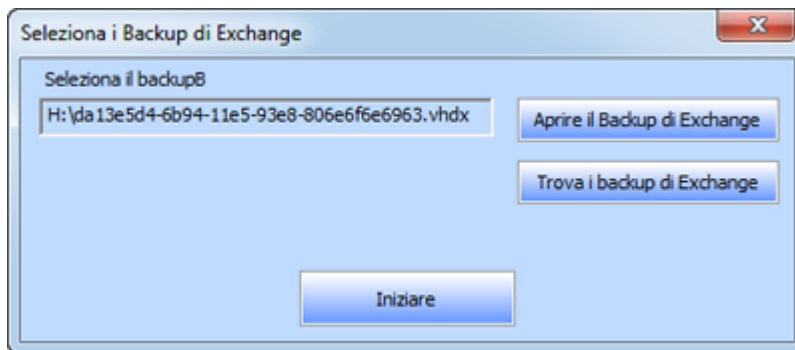 Seleziona i Backup di Exchange
Seleziona il backupB
H:\da13e5d4-6b94-11e5-93e8-806e6f6e6963.vhdx
Aprire il Backup di Exchange
Trova i backup di Exchange
Iniziare